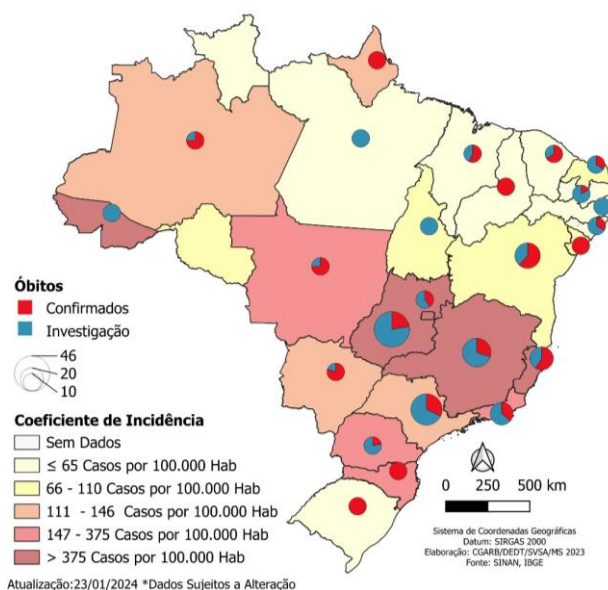 Óbitos
Confirmados
Investigação
46
20
10
Coeficiente de Incidência
Sem Dados
≤ 65 Casos por 100.000 Hab
66 - 110 Casos por 100.000 Hab
111 - 146 Casos por 100.000 Hab
147 - 375 Casos por 100.000 Hab
> 375 Casos por 100.000 Hab
Atualização:23/01/2024 *Dados Sujeitos a Alteração
0 250 500 km
Sistema de Coordenadas Geográficas
Datum: SIRGAS 2000
Elaboração: CGARB/DEDT/SVSA/MS 2023
Fonte: SINAN, IBGE